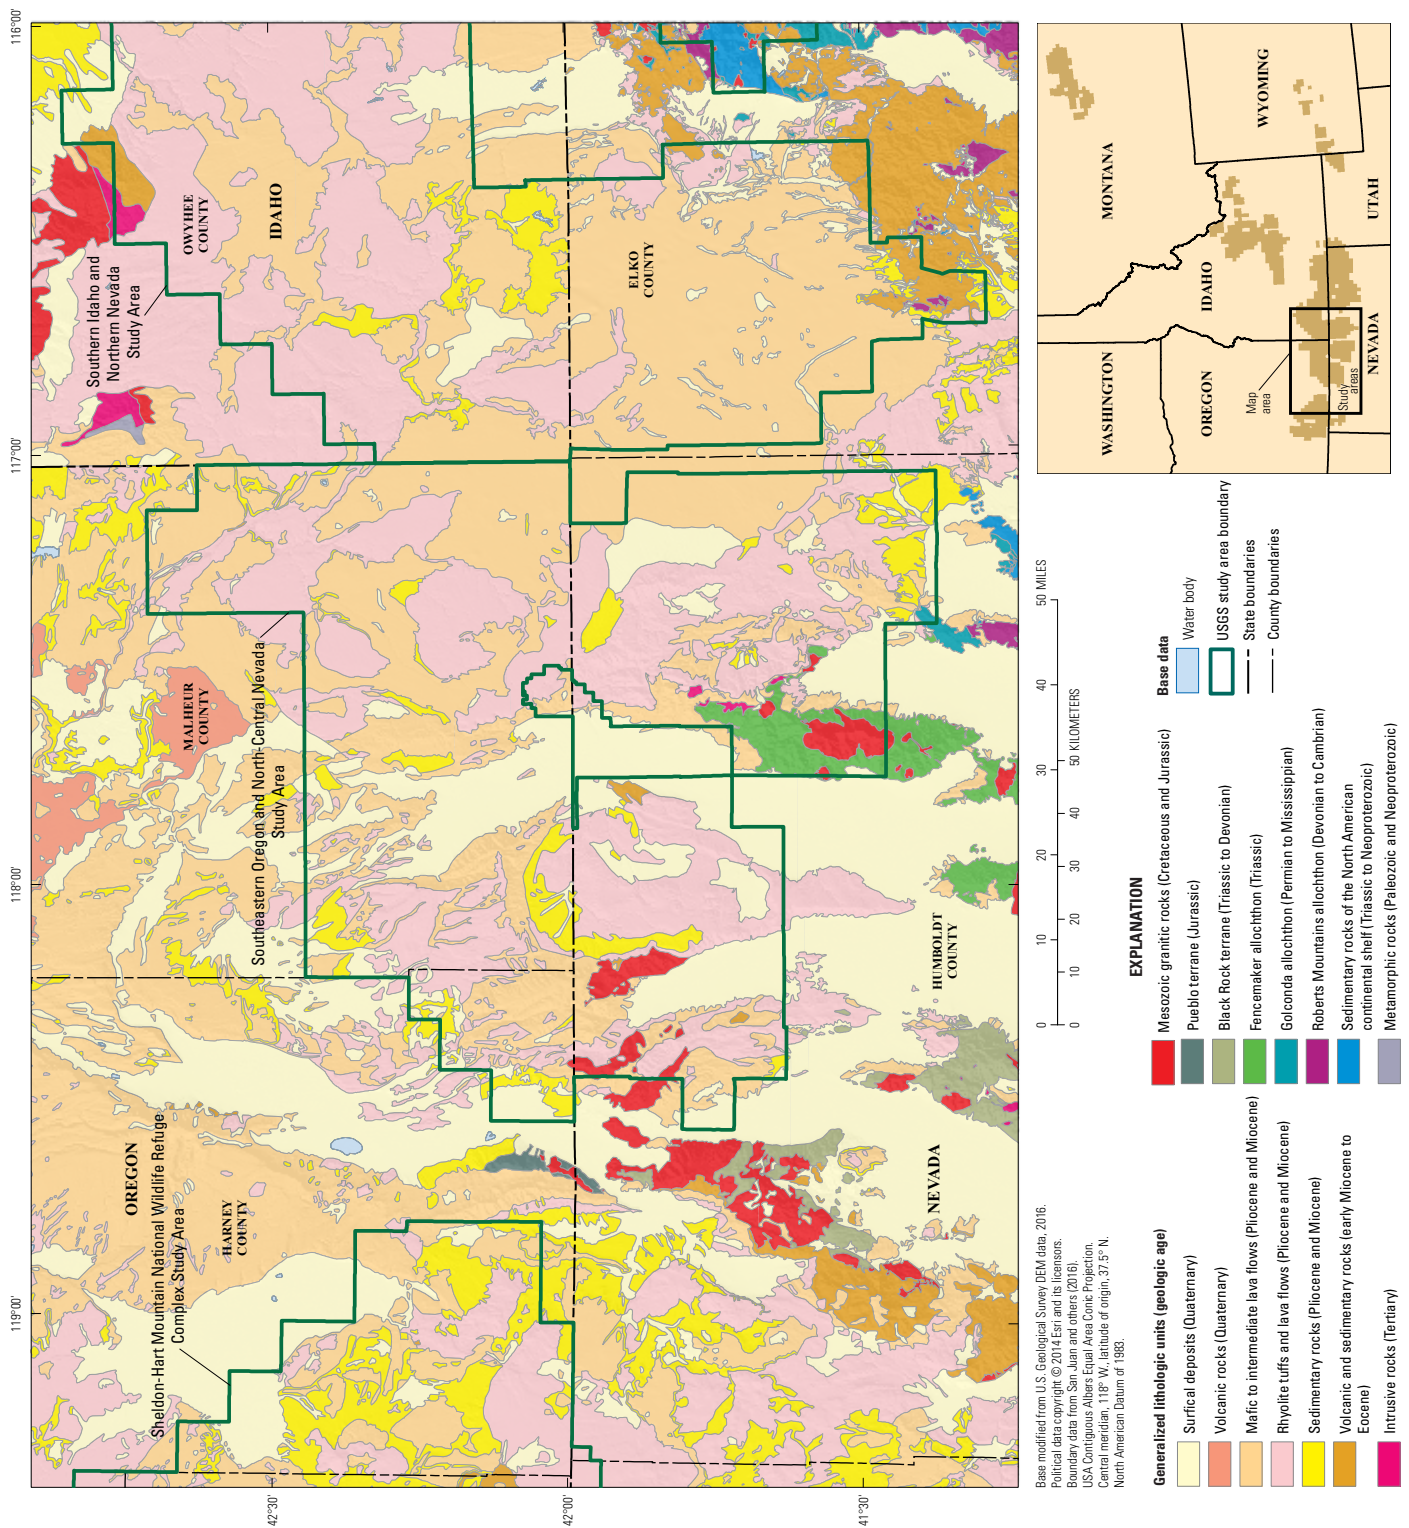 119°00'
118°00'
117°00'
116°00'
42°30'
42°00'
41°30'
OREGON
HARNEY
COUNTY
Sheldon-Hart Mountain National Wildlife Refuge
Complex Study Area
MALHEUR
COUNTY
Southeastern Oregon and North-Central Nevada
Study Area
Southern Idaho and
Northern Nevada
Study Area
OWYHEE
COUNTY
IDAHO
ELKO
COUNTY
HUMBOLDT
COUNTY
NEVADA
Base modified from U.S. Geological Survey DEM data, 2016.
Political data copyright © 2014 Esri and its licensors.
Boundary data from San Juan and others (2016).
USA Contiguous Albers Equal Area Conic Projection.
Central meridian, 118° W., latitude of origin, 37.5° N.
North American Datum of 1983.
0 10 20 30 40 50 MILES
0 10 20 30 40 50 KILOMETERS
EXPLANATION
Generalized lithologic units (geologic age)
Surfical deposits (Quaternary)
Volcanic rocks (Quaternary)
Mafic to intermediate lava flows (Pliocene and Miocene)
Rhyolite tuffs and lava flows (Pliocene and Miocene)
Sedimentary rocks (Pliocene and Miocene)
Volcanic and sedimentary rocks (early Miocene to
Eocene)
Intrusive rocks (Tertiary)
Mesozoic granitic rocks (Cretaceous and Jurassic)
Pueblo terrane (Jurassic)
Black Rock terrane (Triassic to Devonian)
Fencemaker allochthon (Triassic)
Golconda allochthon (Permian to Mississippian)
Roberts Mountains allochthon (Devonian to Cambrian)
Sedimentary rocks of the North American
continental shelf (Triassic to Neoproterozoic)
Metamorphic rocks (Paleozoic and Neoproterozoic)
Base data
Water body
USGS study area boundary
State boundaries
County boundaries
WASHINGTON
MONTANA
OREGON
IDAHO
WYOMING
Map
area
Study
areas
NEVADA
UTAH